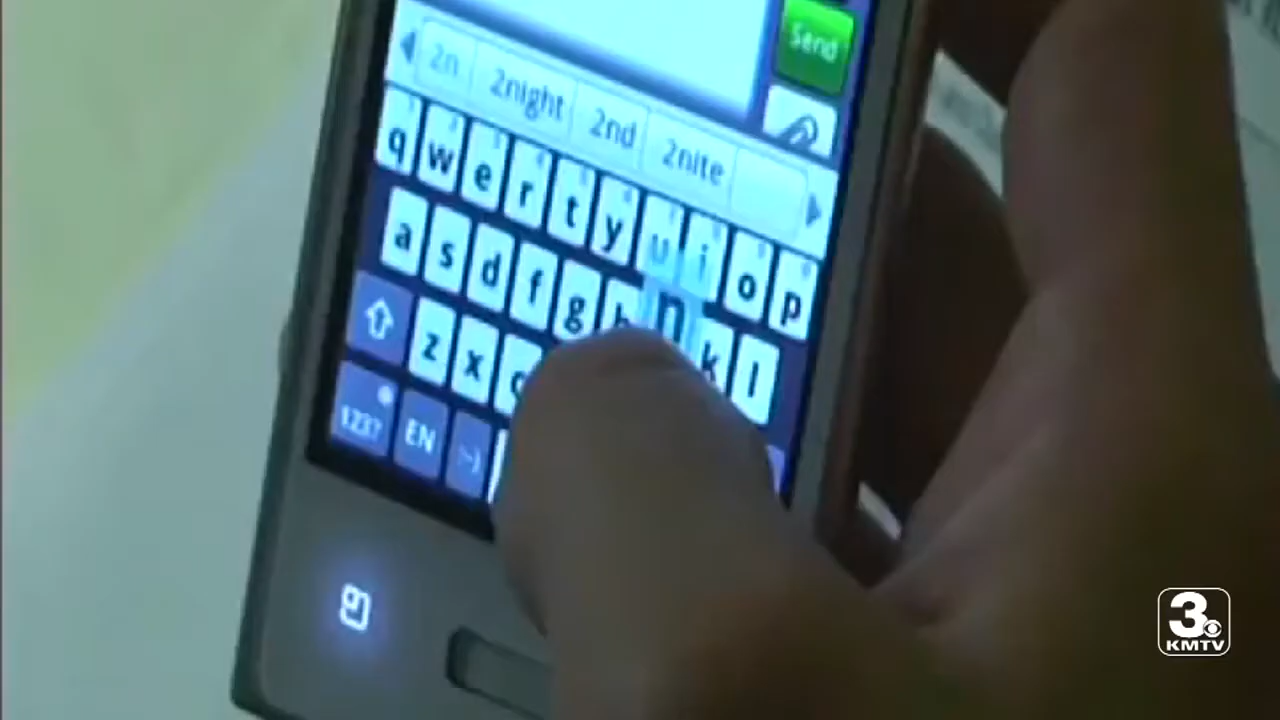 Send
2n 2night 2nd 2nite
q w e r t y u i o p
a s d f g h n k l
z x c
123? EN :-)
3
KMTV